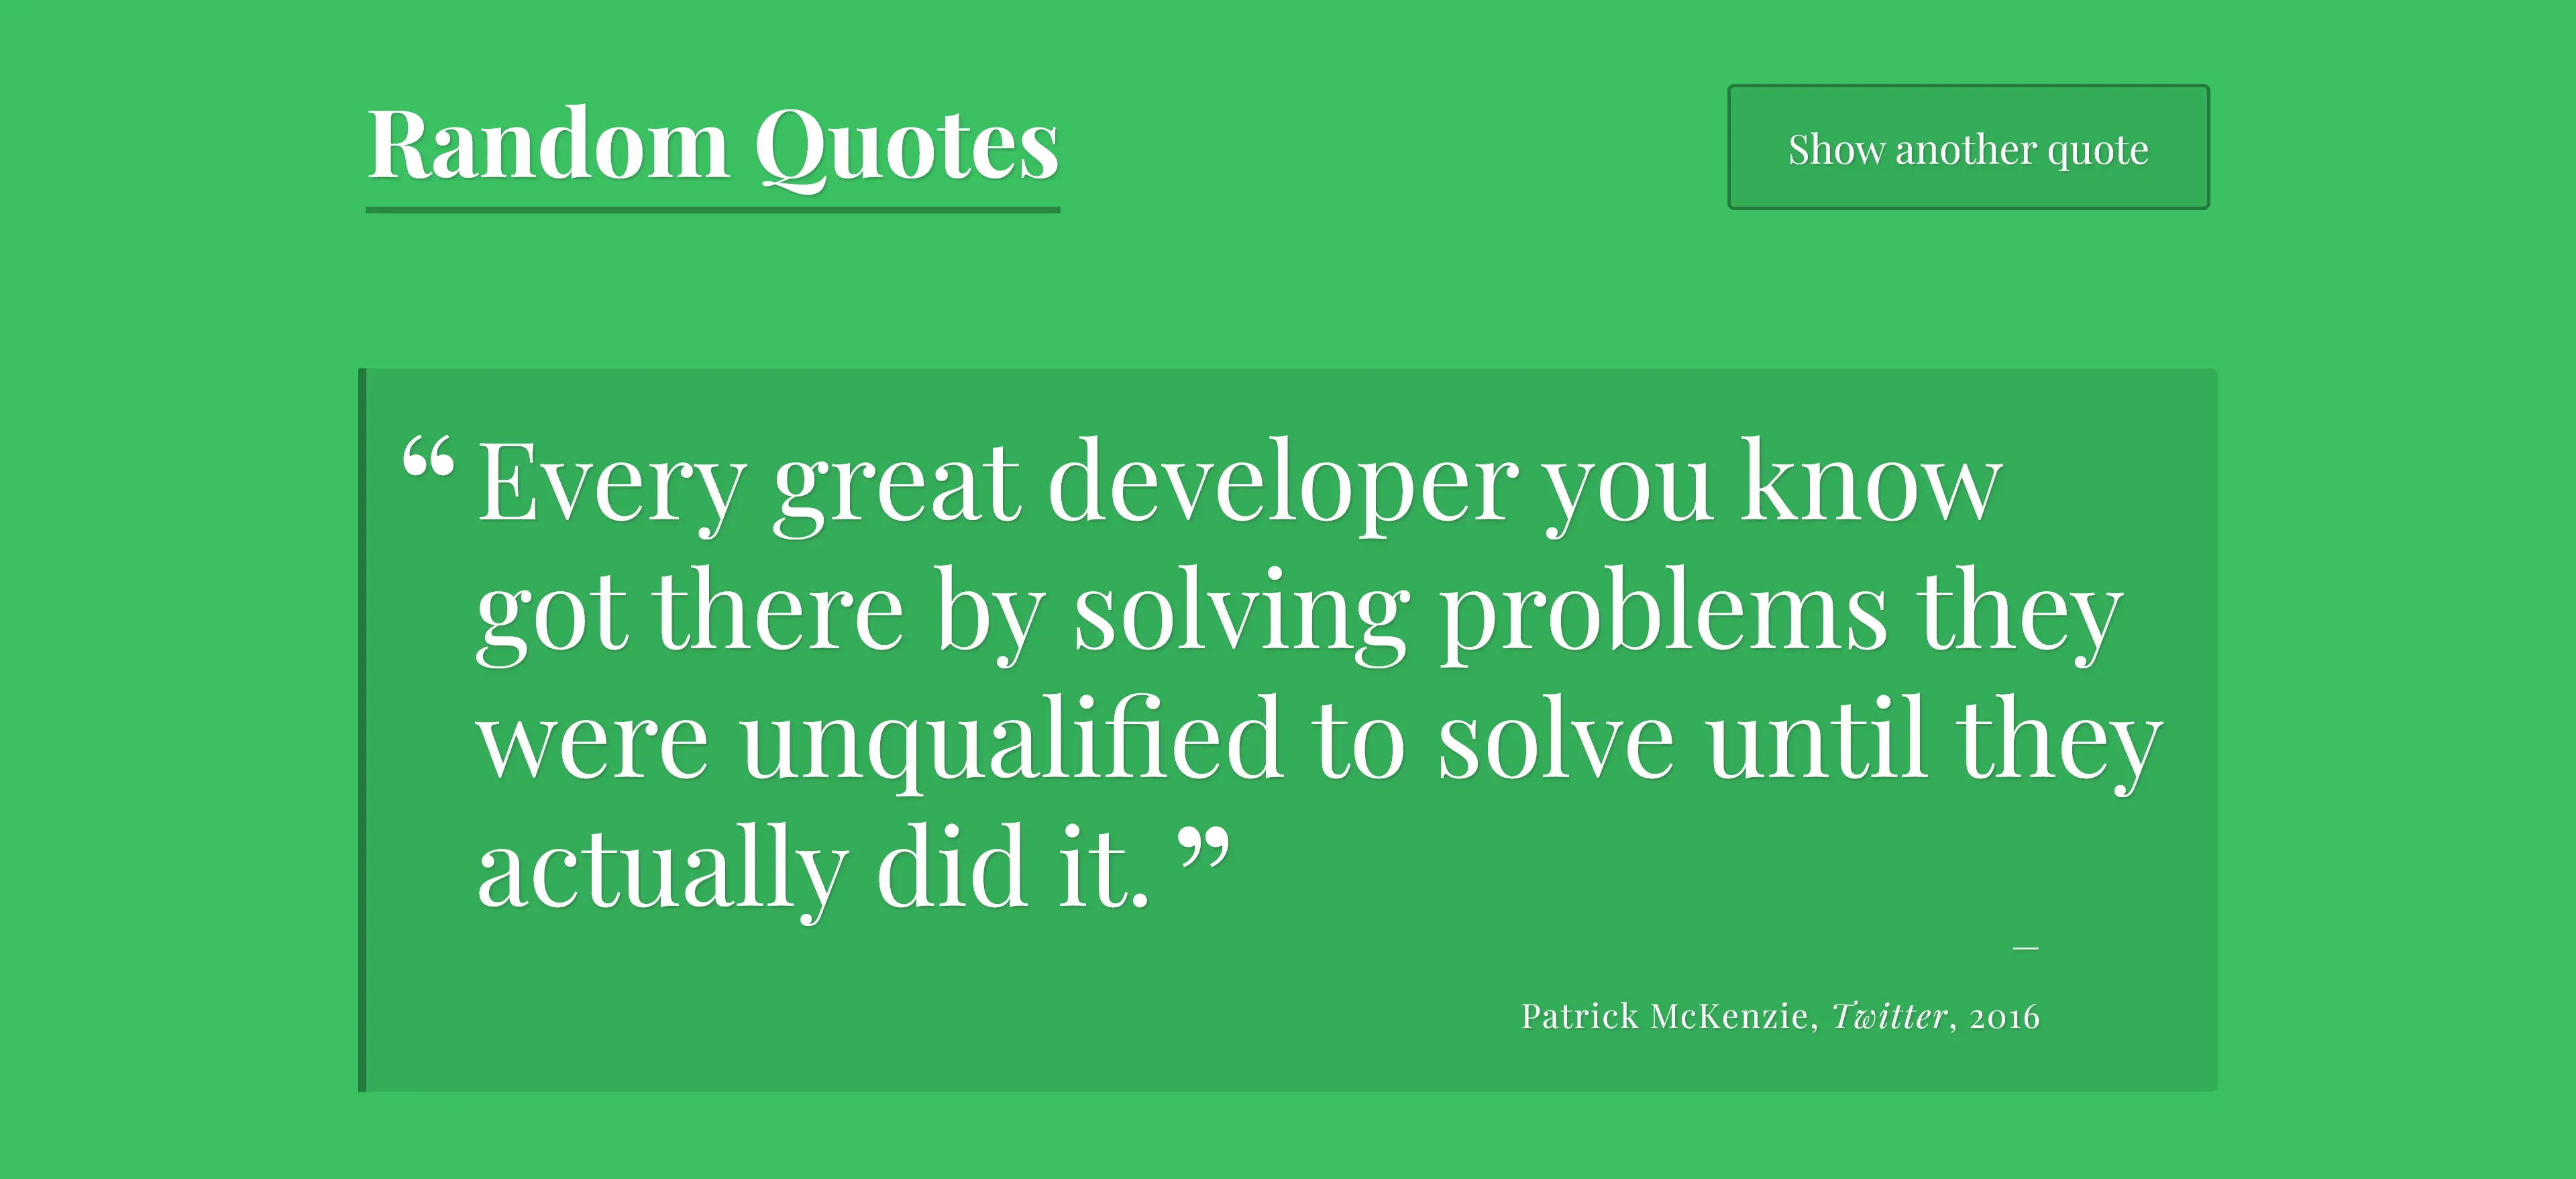 Random Quotes
Show another quote
“ Every great developer you know
got there by solving problems they
were unqualified to solve until they
actually did it. ”
—
Patrick McKenzie, Twitter, 2016